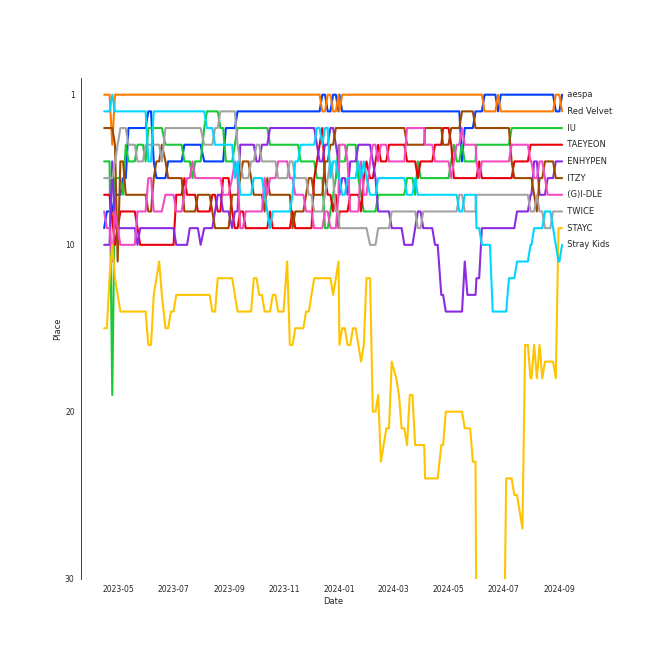 1
10
20
30
Place
2023-05
2023-07
2023-09
2023-11
2024-01
2024-03
2024-05
2024-07
2024-09
Date
aespa
Red Velvet
IU
TAEYEON
ENHYPEN
ITZY
(G)I-DLE
TWICE
STAYC
Stray Kids